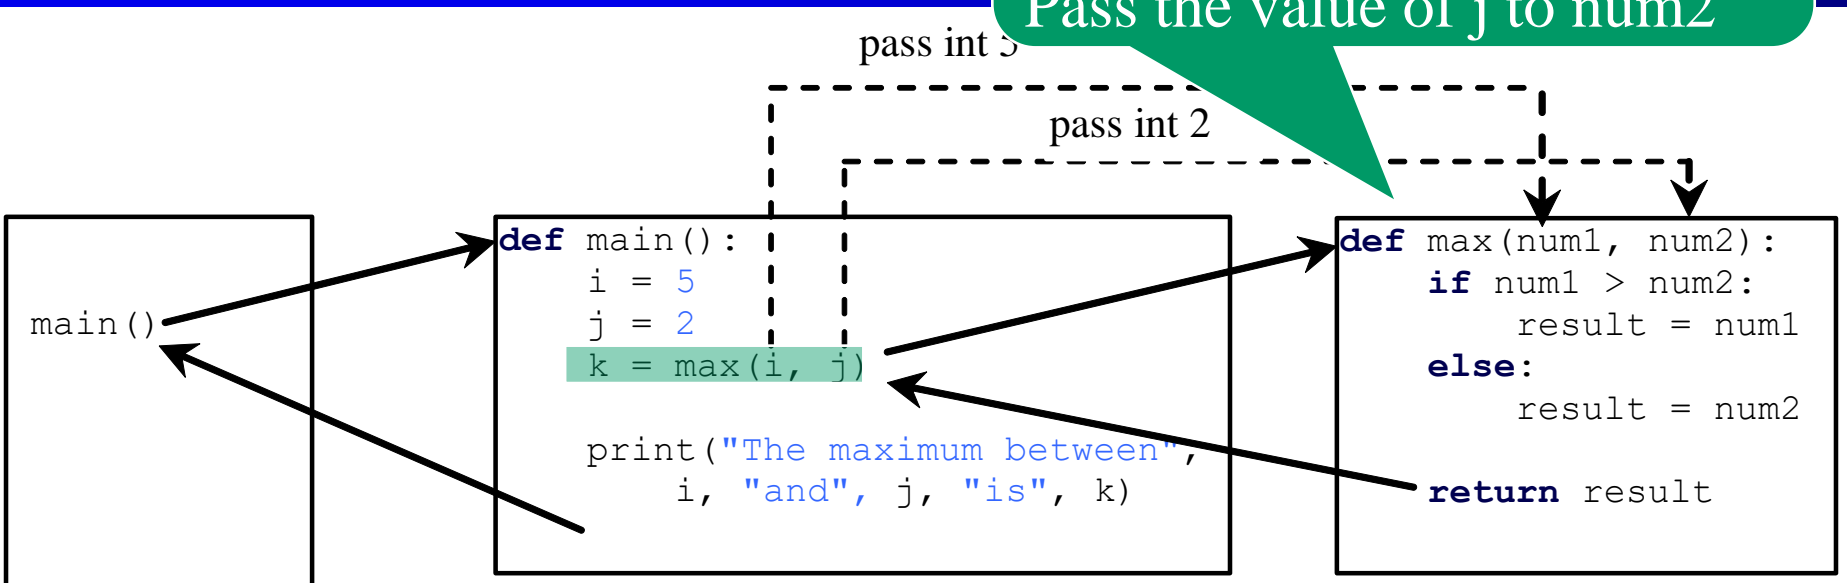 Pass the value of j to num2
pass int 5
pass int 2
main()
def main():
    i = 5
    j = 2
    k = max(i, j)
    print("The maximum between",
        i, "and", j, "is", k)
def max(num1, num2):
    if num1 > num2:
        result = num1
    else:
        result = num2
    return result